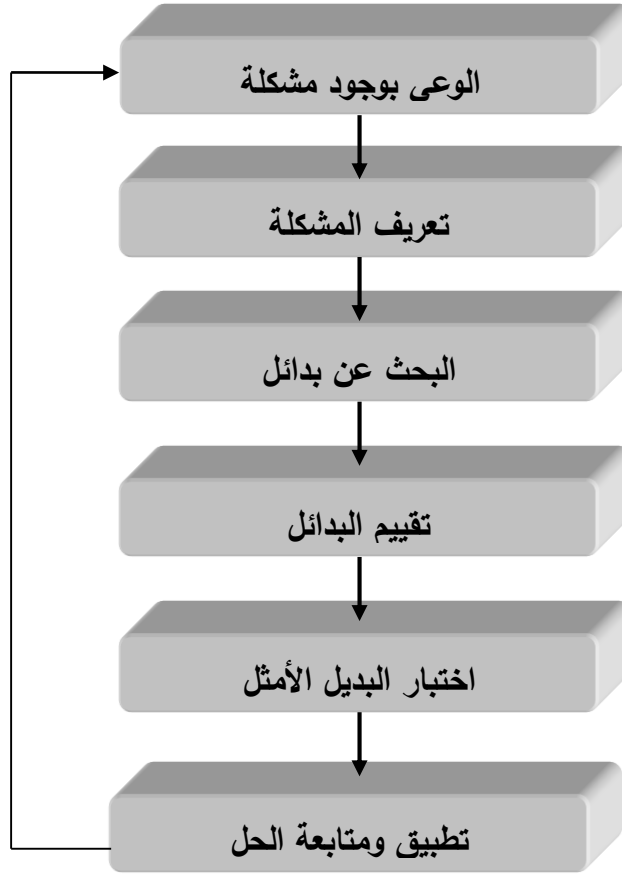 الوعى بوجود مشكلة
تعريف المشكلة
البحث عن بدائل
تقييم البدائل
اختبار البديل الأمثل
تطبيق ومتابعة الحل